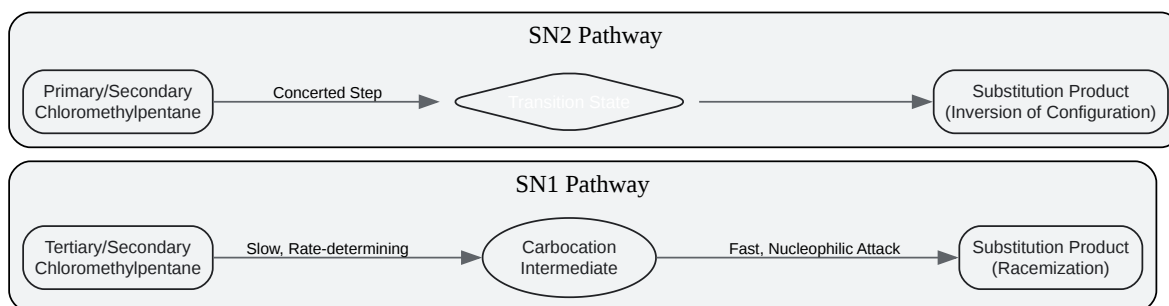 SN2 Pathway
Primary/Secondary
Chloromethylpentane
Concerted Step
Transition State
Substitution Product
(Inversion of Configuration)
SN1 Pathway
Tertiary/Secondary
Chloromethylpentane
Slow, Rate-determining
Carbocation
Intermediate
Fast, Nucleophilic Attack
Substitution Product
(Racemization)